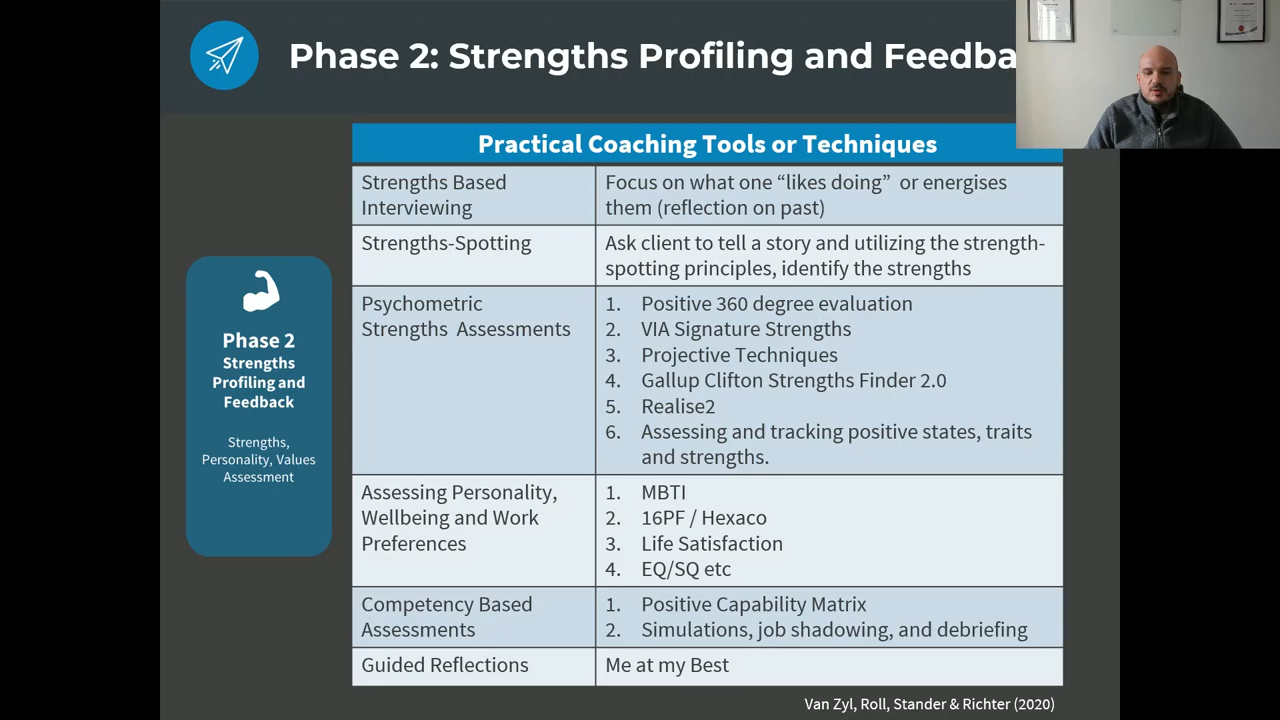 Phase 2: Strengths Profiling and Feedba
Practical Coaching Tools or Techniques
Strengths Based
Interviewing
Focus on what one “likes doing” or energises
them (reflection on past)
Strengths-Spotting
Ask client to tell a story and utilizing the strength-
spotting principles, identify the strengths
Psychometric
Strengths Assessments
1. Positive 360 degree evaluation
2. VIA Signature Strengths
3. Projective Techniques
4. Gallup Clifton Strengths Finder 2.0
5. Realise2
6. Assessing and tracking positive states, traits
and strengths.
Assessing Personality,
Wellbeing and Work
Preferences
1. MBTI
2. 16PF / Hexaco
3. Life Satisfaction
4. EQ/SQ etc
Competency Based
Assessments
1. Positive Capability Matrix
2. Simulations, job shadowing, and debriefing
Guided Reflections
Me at my Best
Phase 2
Strengths
Profiling and
Feedback
Strengths,
Personality, Values
Assessment
Van Zyl, Roll, Stander & Richter (2020)